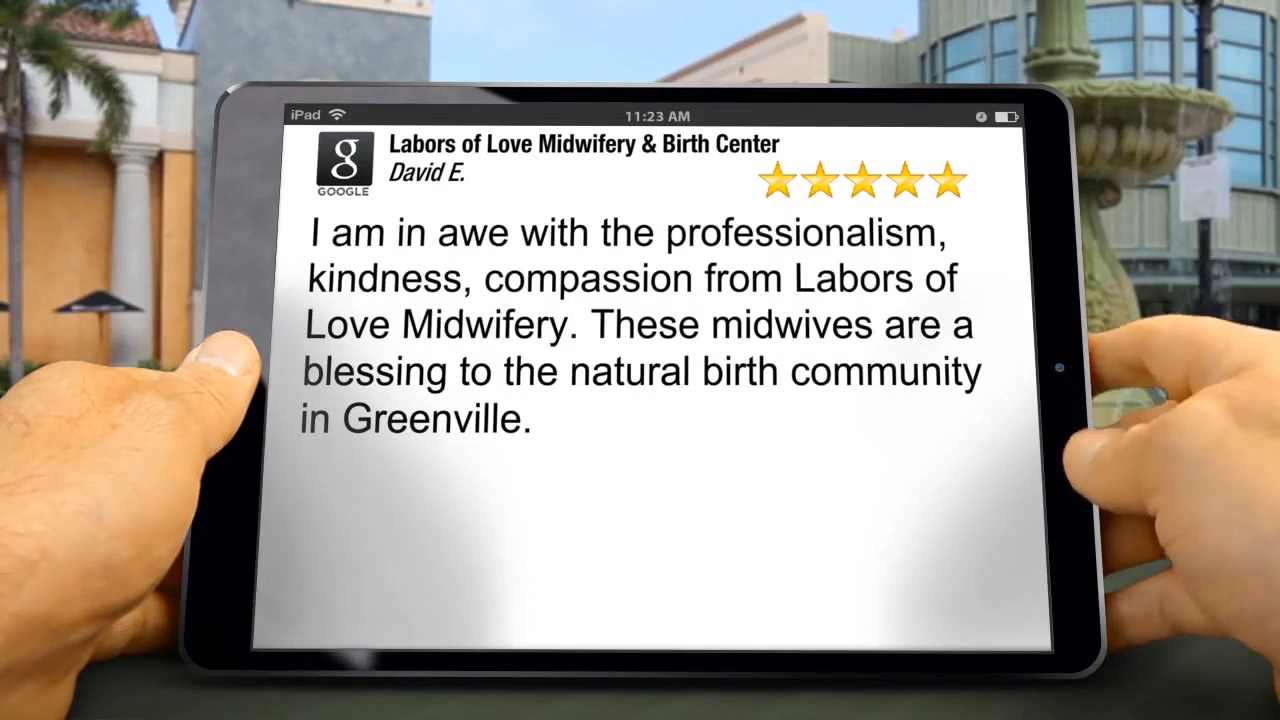 iPad 11:23 AM
g
GOOGLE
Labors of Love Midwifery & Birth Center
David E.
I am in awe with the professionalism,
kindness, compassion from Labors of
Love Midwifery. These midwives are a
blessing to the natural birth community
in Greenville.